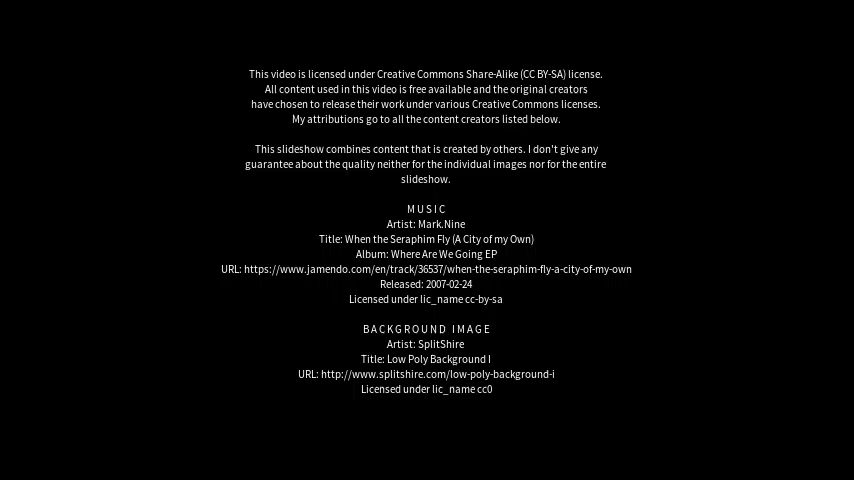 This video is licensed under Creative Commons Share-Alike (CC BY-SA) license.
All content used in this video is free available and the original creators
have chosen to release their work under various Creative Commons licenses.
My attributions go to all the content creators listed below.
This slideshow combines content that is created by others. I don't give any
guarantee about the quality neither for the individual images nor for the entire
slideshow.
MUSIC
Artist: Mark.Nine
Title: When the Seraphim Fly (A City of my Own)
Album: Where Are We Going EP
URL: https://www.jamendo.com/en/track/36537/when-the-seraphim-fly-a-city-of-my-own
Released: 2007-02-24
Licensed under lic_name cc-by-sa
BACKGROUND IMAGE
Artist: SplitShire
Title: Low Poly Background I
URL: http://www.splitshire.com/low-poly-background-i
Licensed under lic_name cc0